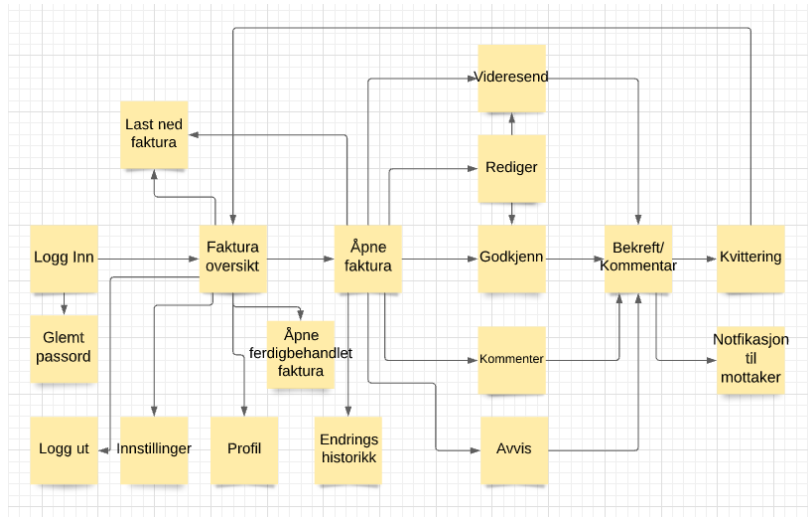 Videresend
Last ned
faktura
Rediger
Logg Inn
Faktura
oversikt
Åpne
faktura
Godkjenn
Bekreft/
Kommentar
Kvittering
Glemt
passord
Åpne
ferdigbehandlet
faktura
Kommenter
Notfikasjon
til
mottaker
Logg ut
Innstillinger
Profil
Endrings
historikk
Avvis